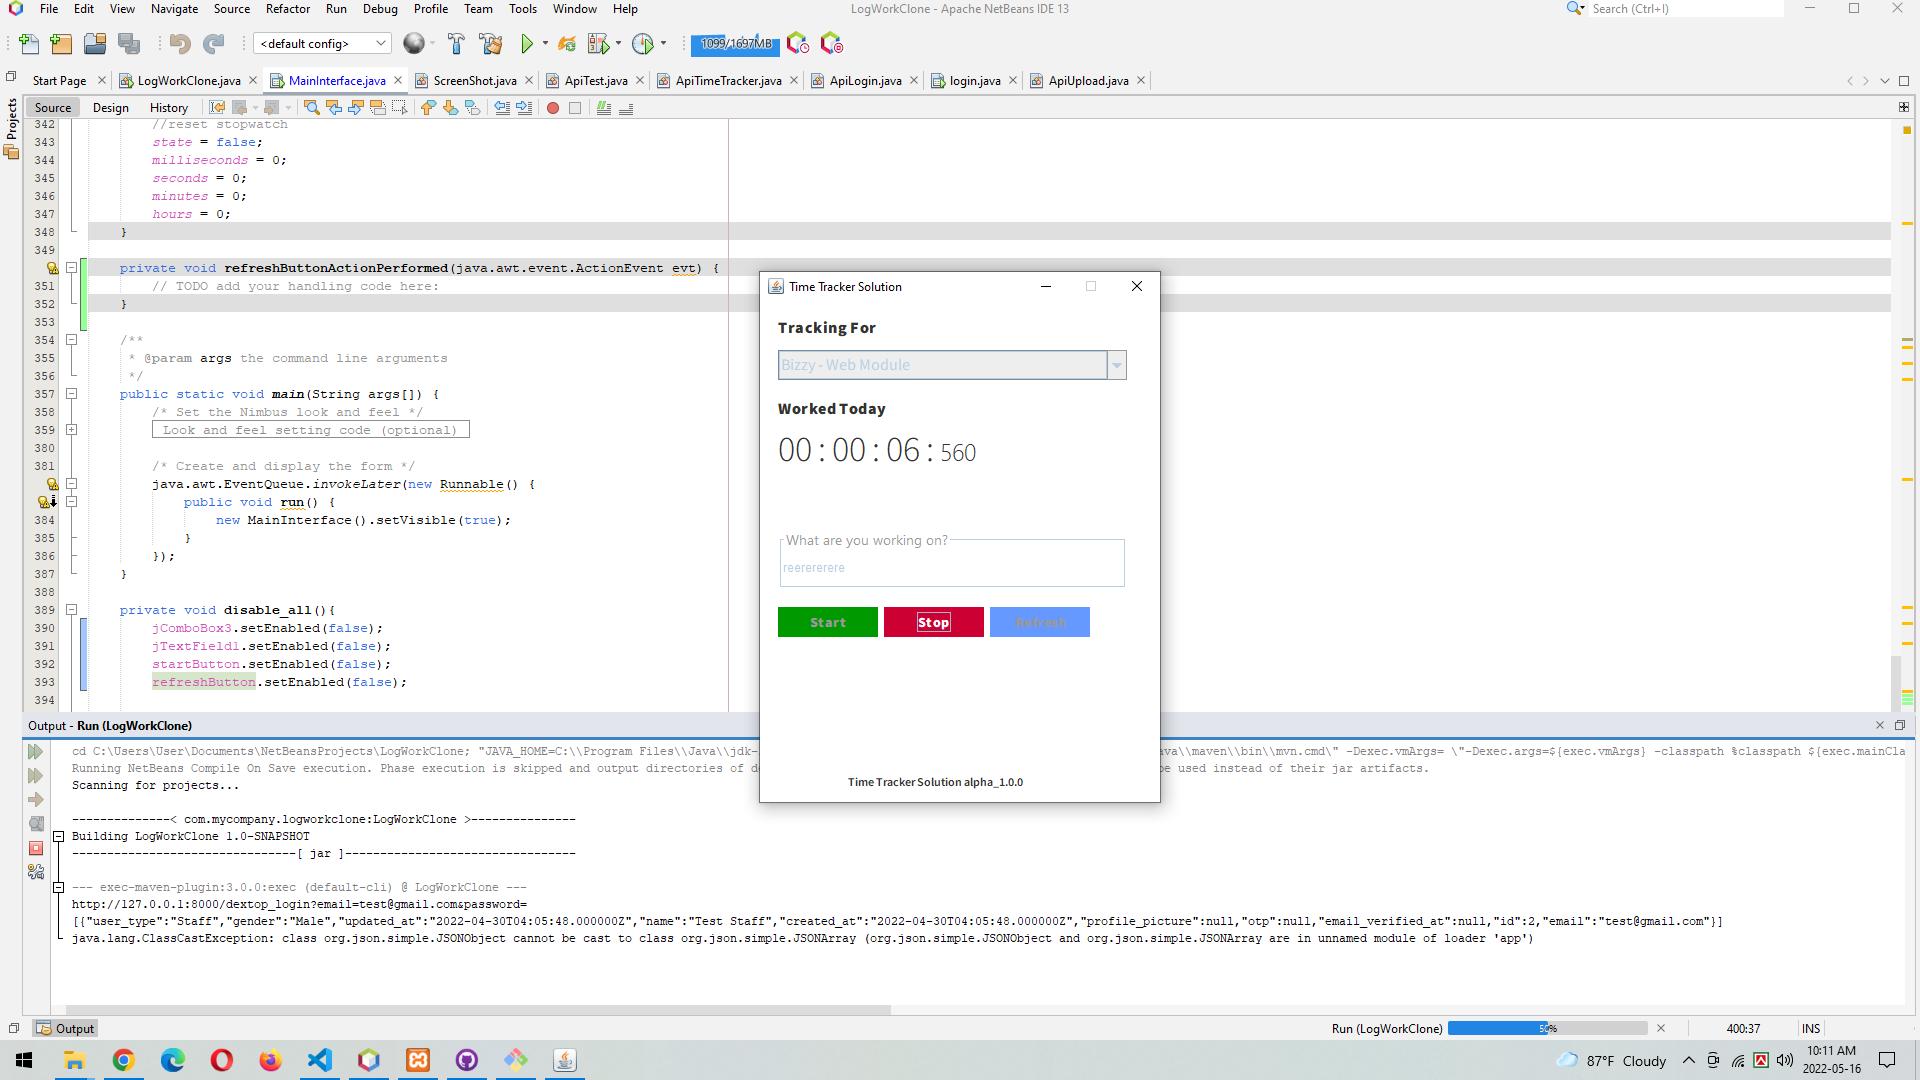 File Edit View Navigate Source Refactor Run Debug Profile Team Tools Window Help
LogWorkClone - Apache NetBeans IDE 13
Search (Ctrl+I)
<default config>
1099/1697MB
Start Page LogWorkClone.java MainInterface.java ScreenShot.java ApiTest.java ApiTimeTracker.java ApiLogin.java login.java ApiUpload.java
Source Design History
Projects
342 //reset stopwatch
343 state = false;
344 milliseconds = 0;
345 seconds = 0;
346 minutes = 0;
347 hours = 0;
348 }
349
private void refreshButtonActionPerformed(java.awt.event.ActionEvent evt) {
351 // TODO add your handling code here:
352 }
353
354 /**
355 * @param args the command line arguments
356 */
357 public static void main(String args[]) {
358 /* Set the Nimbus look and feel */
359 Look and feel setting code (optional)
380
381 /* Create and display the form */
java.awt.EventQueue.invokeLater(new Runnable() {
public void run() {
384 new MainInterface().setVisible(true);
385 }
386 });
387 }
388
389 private void disable_all(){
390 jComboBox3.setEnabled(false);
391 jTextField1.setEnabled(false);
392 startButton.setEnabled(false);
393 refreshButton.setEnabled(false);
394
Time Tracker Solution
Tracking For
Bizzy - Web Module
Worked Today
00 : 00 : 06 : 560
What are you working on?
reerererere
Start Stop Refresh
Time Tracker Solution alpha_1.0.0
Output - Run (LogWorkClone)
cd C:\Users\User\Documents\NetBeansProjects\LogWorkClone; "JAVA_HOME=C:\\Program Files\\Java\\jdk- ava\\maven\\bin\\mvn.cmd\" -Dexec.vmArgs= \"-Dexec.args=${exec.vmArgs} -classpath %classpath ${exec.mainCla
Running NetBeans Compile On Save execution. Phase execution is skipped and output directories of de be used instead of their jar artifacts.
Scanning for projects...
--------------< com.mycompany.logworkclone:LogWorkClone >---------------
Building LogWorkClone 1.0-SNAPSHOT
--------------------------------[ jar ]---------------------------------
--- exec-maven-plugin:3.0.0:exec (default-cli) @ LogWorkClone ---
http://127.0.0.1:8000/dextop_login?email=test@gmail.com&password=
[{"user_type":"Staff","gender":"Male","updated_at":"2022-04-30T04:05:48.000000Z","name":"Test Staff","created_at":"2022-04-30T04:05:48.000000Z","profile_picture":null,"otp":null,"email_verified_at":null,"id":2,"email":"test@gmail.com"}]
java.lang.ClassCastException: class org.json.simple.JSONObject cannot be cast to class org.json.simple.JSONArray (org.json.simple.JSONObject and org.json.simple.JSONArray are in unnamed module of loader 'app')
Output
Run (LogWorkClone) 50% 400:37 INS
87°F Cloudy
10:11 AM
2022-05-16